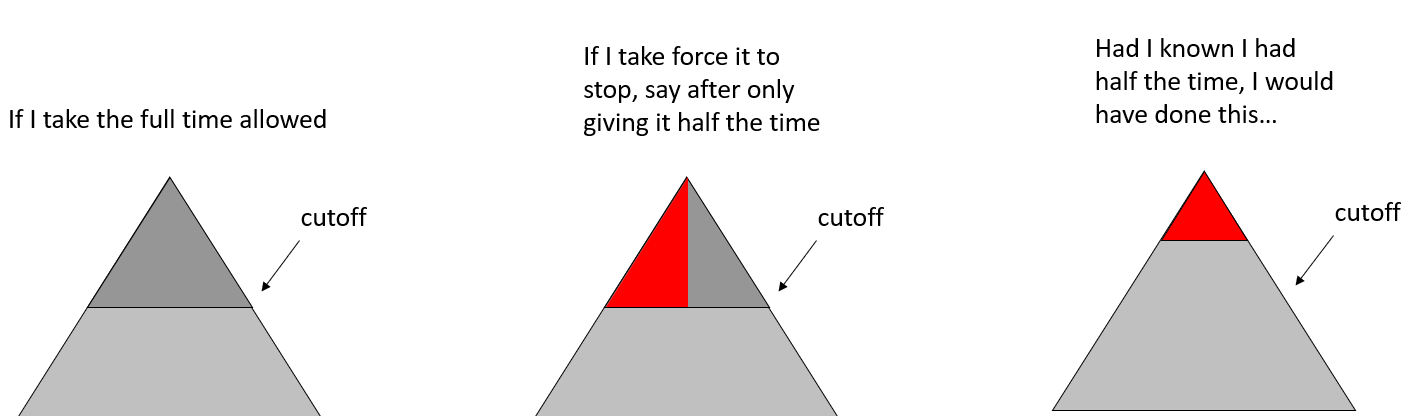 If I take the full time allowed
cutoff
If I take force it to
stop, say after only
giving it half the time
cutoff
Had I known I had
half the time, I would
have done this...
cutoff